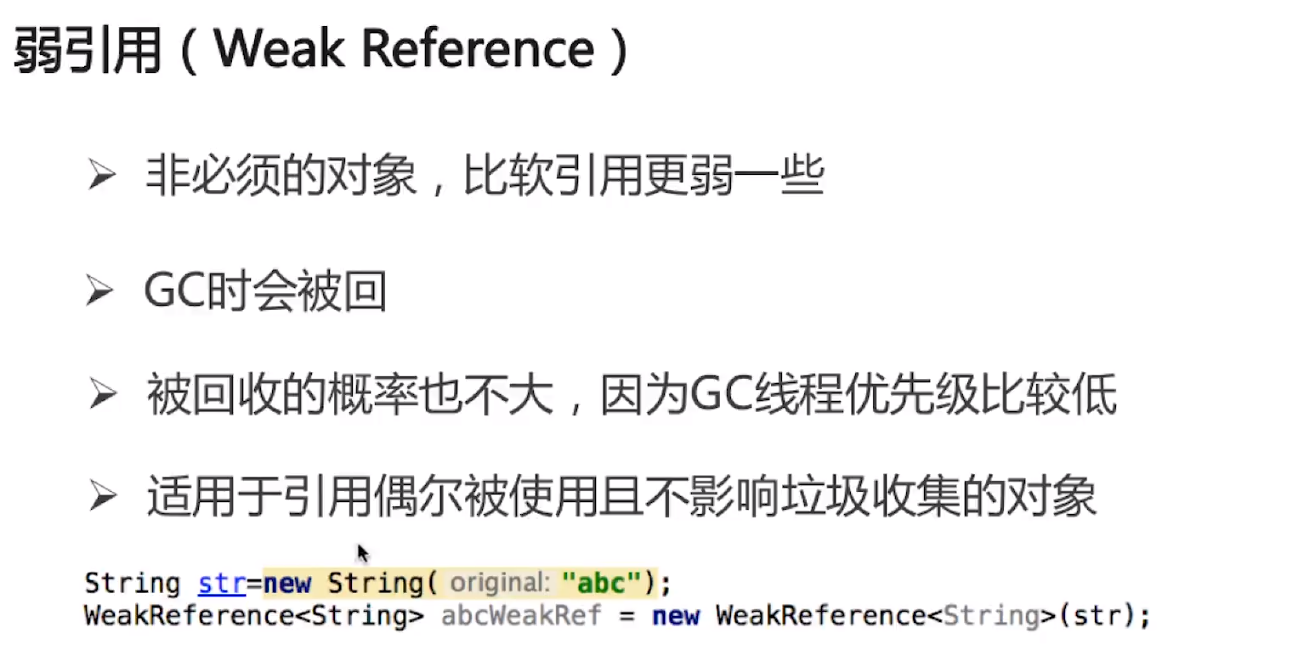 弱引用（Weak Reference）
➢ 非必须的对象，比软引用更弱一些
➢ GC时会被回
➢ 被回收的概率也不大，因为GC线程优先级比较低
➢ 适用于引用偶尔被使用且不影响垃圾收集的对象
String str=new String( original: "abc");
WeakReference<String> abcWeakRef = new WeakReference<String>(str);